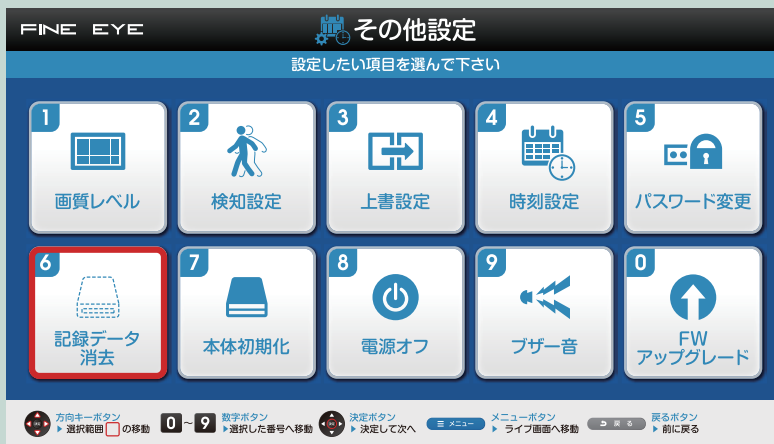 FINE EYE
その他設定
設定したい項目を選んで下さい
1
画質レベル
2
検知設定
3
上書設定
4
時刻設定
5
パスワード変更
6
記録データ
消去
7
本体初期化
8
電源オフ
9
ブザー音
0
FW
アップグレード
方向キーボタン
▶ 選択範囲 の移動
0 ~ 9
数字ボタン
▶選択した番号へ移動
決定ボタン
▶ 決定して次へ
メニュー
メニューボタン
▶ ライブ画面へ移動
戻る
戻るボタン
▶ 前に戻る